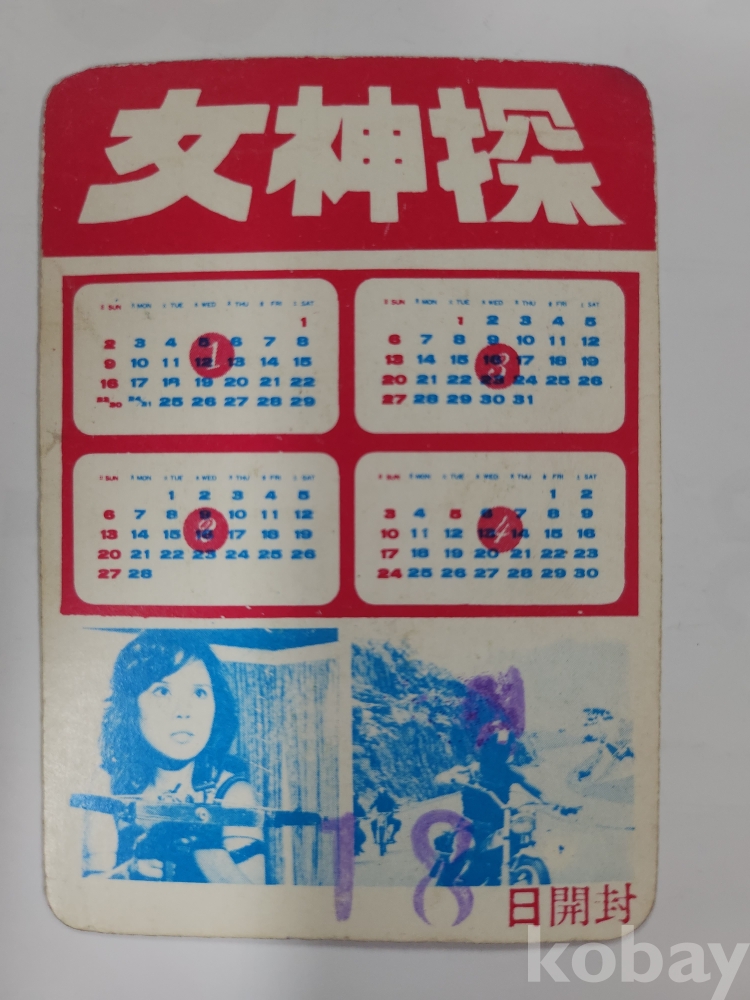 女神探
SUN MON TUE WED THU FRI SAT
1
2 3 4 5 6 7 8
9 10 11 12 13 14 15
16 17 18 19 20 21 22
23/30 24/31 25 26 27 28 29
1
SUN MON TUE WED THU FRI SAT
1 2 3 4 5
6 7 8 9 10 11 12
13 14 15 16 17 18 19
20 21 22 23 24 25 26
27 28 29 30 31
3
SUN MON TUE WED THU FRI SAT
1 2 3 4 5
6 7 8 9 10 11 12
13 14 15 16 17 18 19
20 21 22 23 24 25 26
27 28
2
SUN MON TUE WED THU FRI SAT
1 2
3 4 5 6 7 8 9
10 11 12 13 14 15 16
17 18 19 20 21 22 23
24 25 26 27 28 29 30
4
18
日開封
kobay